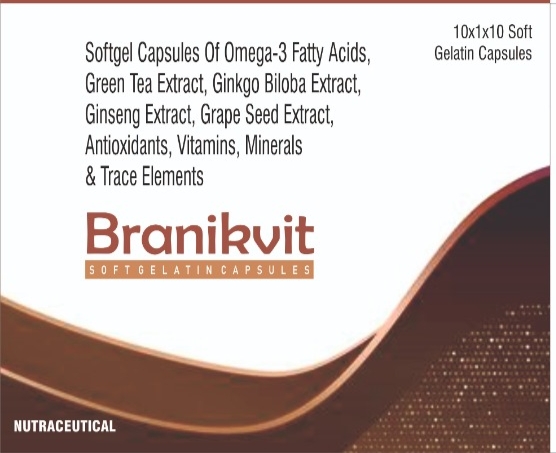 10x1x10 Soft
Gelatin Capsules
Softgel Capsules Of Omega-3 Fatty Acids,
Green Tea Extract, Ginkgo Biloba Extract,
Ginseng Extract, Grape Seed Extract,
Antioxidants, Vitamins, Minerals
& Trace Elements
Branikvit
SOFT GELATIN CAPSULES
NUTRACEUTICAL